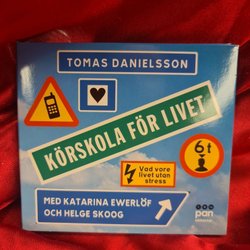 TOMAS DANIELSSON
KÖRSKOLA FÖR LIVET
6t
Vad vore
livet utan
stress
MED KATARINA EWERLÖF
OCH HELGE SKOOG
pan